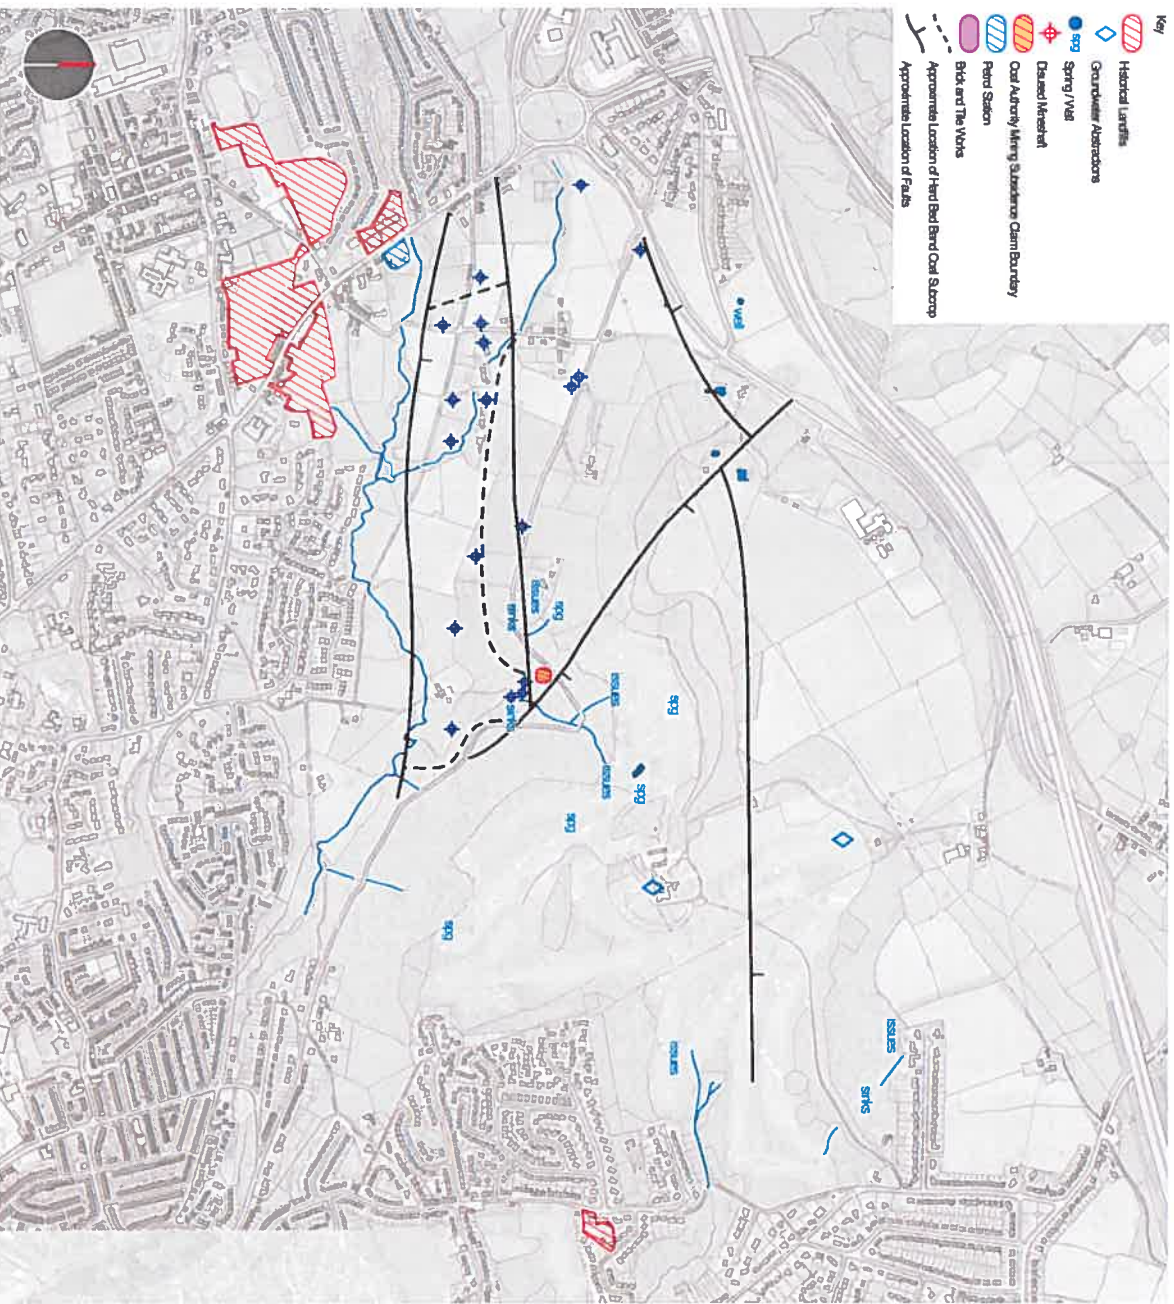 Key
Historical Landfills
Groundwater Abstractions
spg
Spring / Well
Disused Mineshaft
Coal Authority Mining Subsidence Claim Boundary
Petrol Station
Brick and Tile Works
Approximate Location of Hard Bed Band Coal Subcrop
Approximate Location of Faults
well
issues
spg
sinks
issues
spg
sinks
issues
spg
spg
spg
issues
issues
sinks